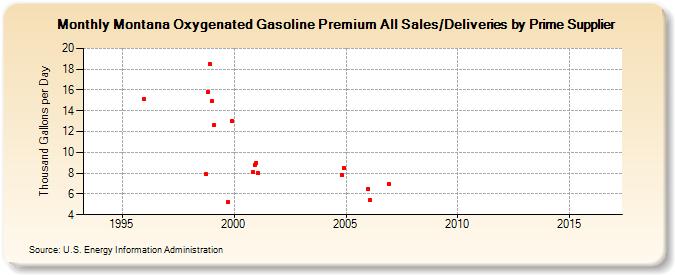 Monthly Montana Oxygenated Gasoline Premium All Sales/Deliveries by Prime Supplier
Thousand Gallons per Day
20
18
16
14
12
10
8
6
4
1995 2000 2005 2010 2015
Source: U.S. Energy Information Administration